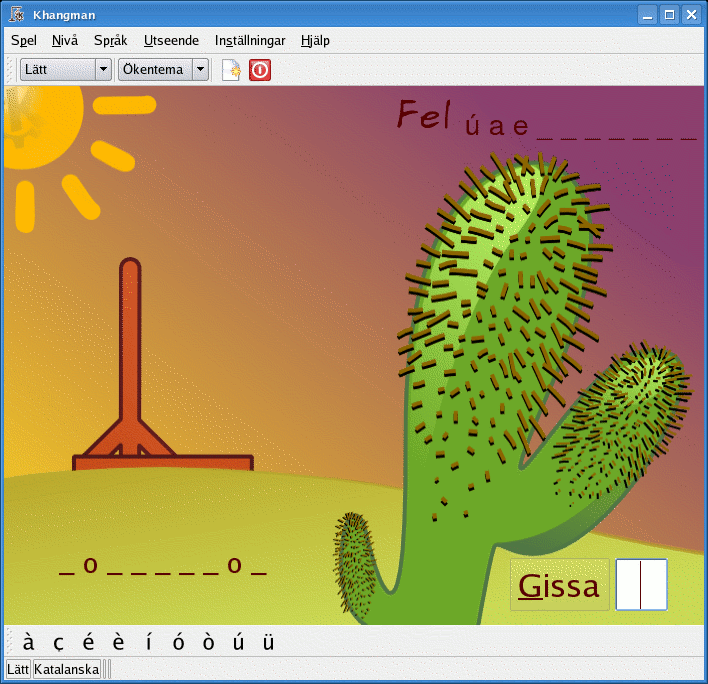 Khangman
Spel Nivå Språk Utseende Inställningar Hjälp
Lätt Ökentema
Fel ú a e _ _ _ _ _ _ _
_ o _ _ _ _ _ o _
Gissa
à ç é è í ó ò ú ü
Lätt Katalanska